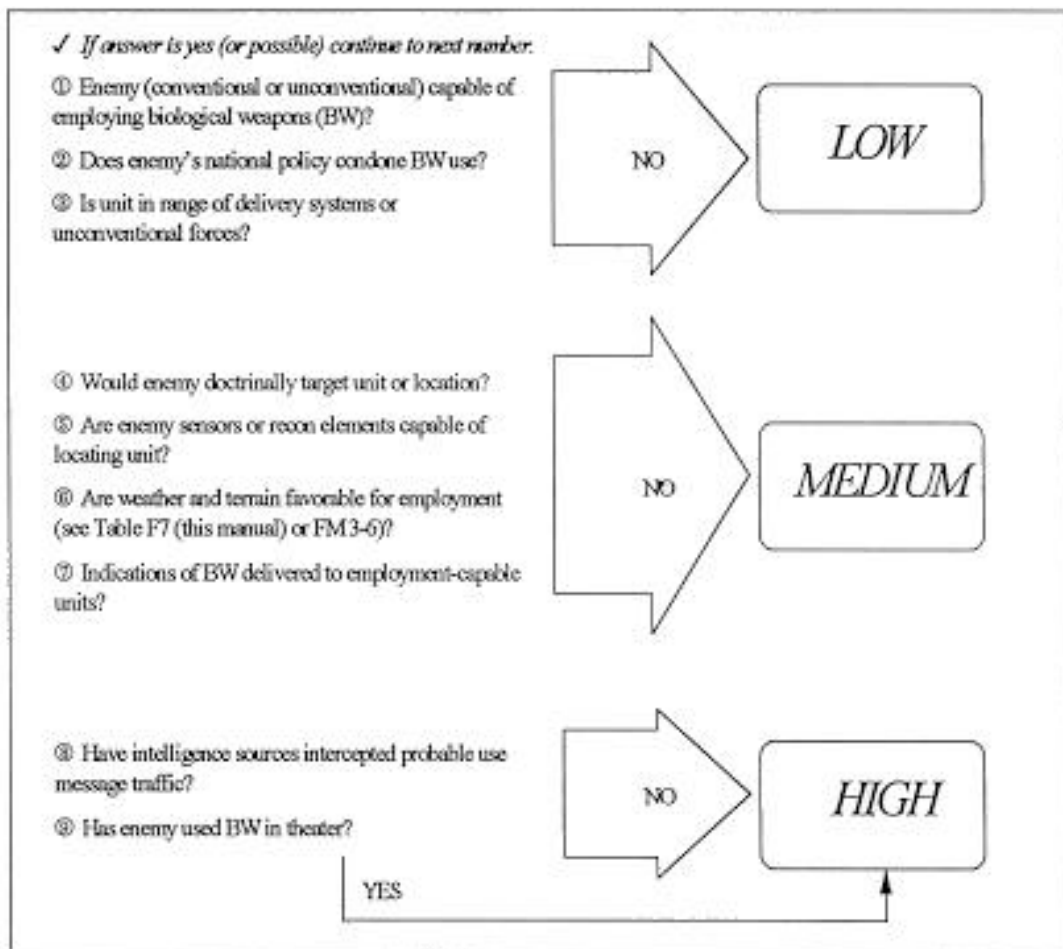 ✓ If answer is yes (or possible) continue to next number.
① Enemy (conventional or unconventional) capable of
employing biological weapons (BW)?
② Does enemy's national policy condone BW use?
③ Is unit in range of delivery systems or
unconventional forces?
NO
LOW
④ Would enemy doctrinally target unit or location?
⑤ Are enemy sensors or recon elements capable of
locating unit?
⑥ Are weather and terrain favorable for employment
(see Table F7 (this manual) or FM 3-6)?
⑦ Indications of BW delivered to employment-capable
units?
NO
MEDIUM
⑧ Have intelligence sources intercepted probable use
message traffic?
⑨ Has enemy used BW in theater?
NO
HIGH
YES